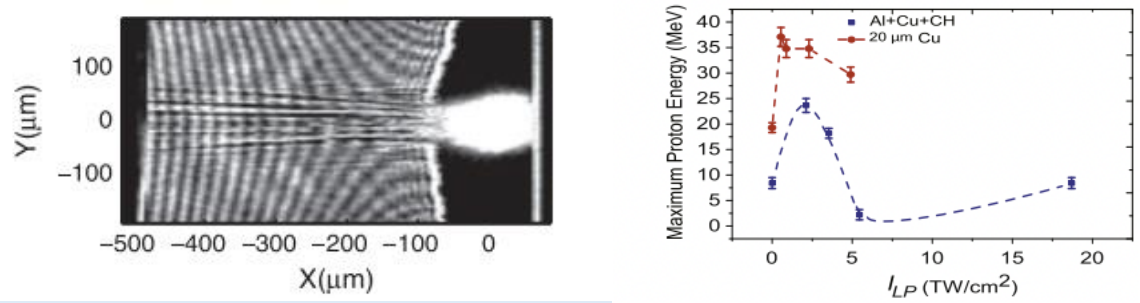 Y(μm)
100
0
−100
−500 −400 −300 −200 −100 0
X(μm)
Maximum Proton Energy (MeV)
40
35
30
25
20
15
10
5
0
Al+Cu+CH
20 μm Cu
0 5 10 15 20
I_LP (TW/cm²)